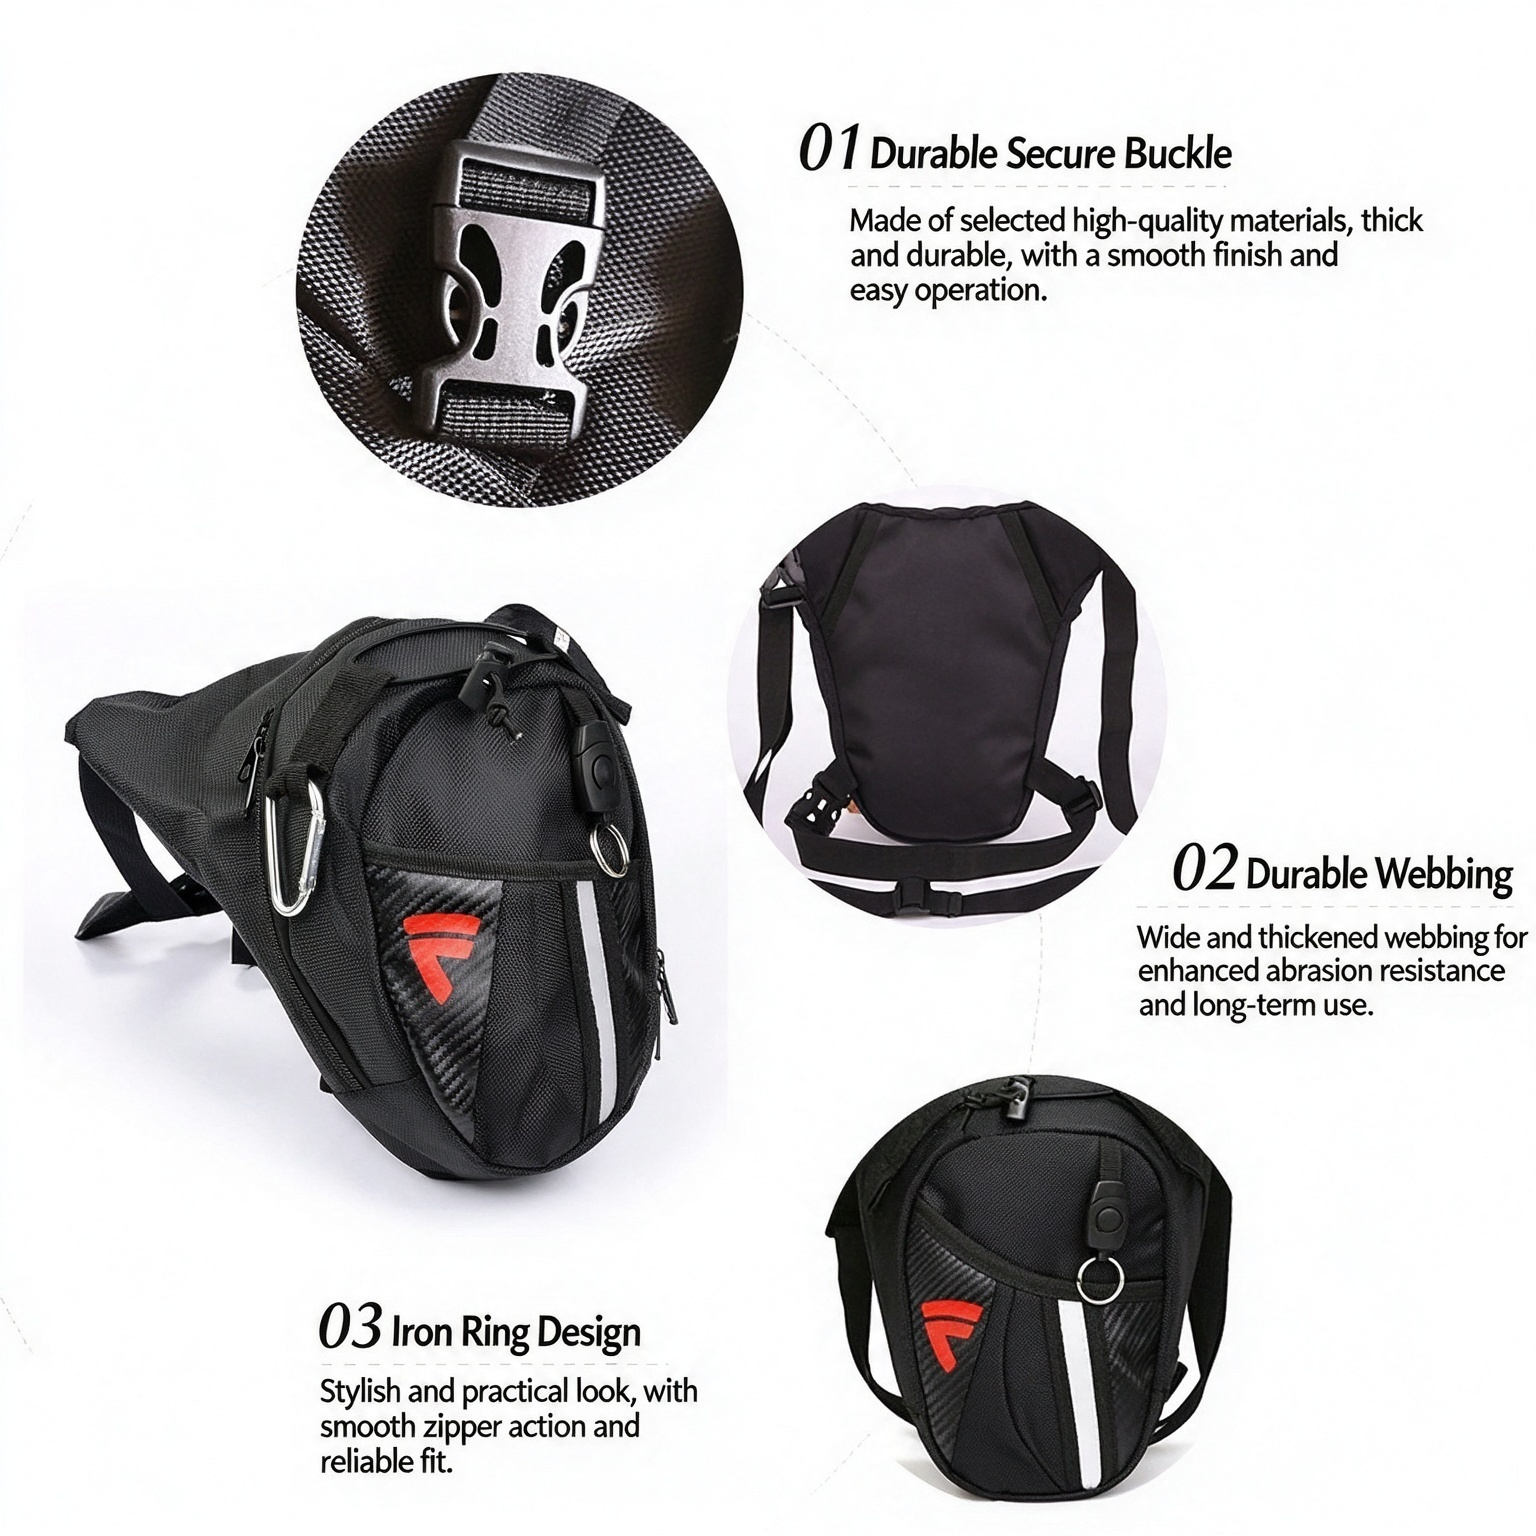 01 Durable Secure Buckle
Made of selected high-quality materials, thick
and durable, with a smooth finish and
easy operation.
02 Durable Webbing
Wide and thickened webbing for
enhanced abrasion resistance
and long-term use.
03 Iron Ring Design
Stylish and practical look, with
smooth zipper action and
reliable fit.